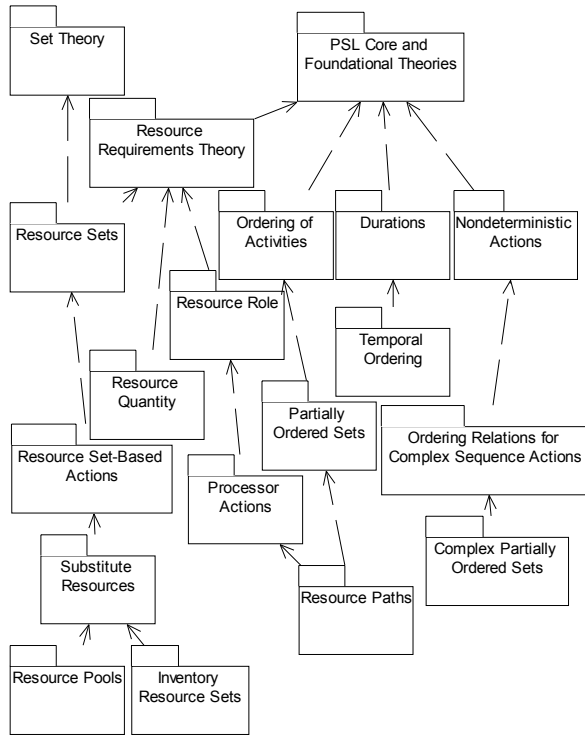 Set Theory
PSL Core and
Foundational Theories
Resource
Requirements Theory
Resource Sets
Ordering of
Activities
Durations
Nondeterministic
Actions
Resource Role
Temporal
Ordering
Resource
Quantity
Partially
Ordered Sets
Ordering Relations for
Complex Sequence Actions
Resource Set-Based
Actions
Processor
Actions
Substitute
Resources
Complex Partially
Ordered Sets
Resource Paths
Resource Pools
Inventory
Resource Sets